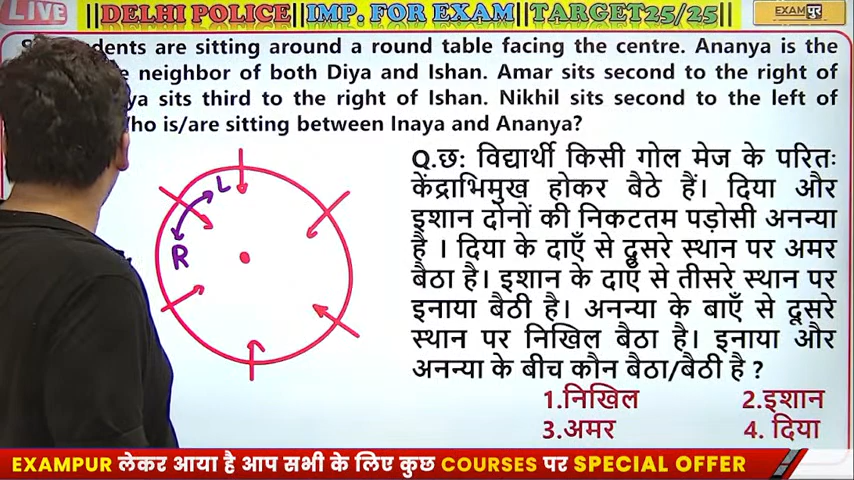 LIVE ||DELHI POLICE||IMP. FOR EXAM||TARGET25/25|| EXAMपुर
are sitting around a round table facing the centre. Ananya is the
neighbor of both Diya and Ishan. Amar sits second to the right of
sits third to the right of Ishan. Nikhil sits second to the left of
is/are sitting between Inaya and Ananya?
L
R
Q.छ: विद्यार्थी किसी गोल मेज के परितः
केंद्राभिमुख होकर बैठे हैं। दिया और
इशान दोनों की निकटतम पड़ोसी अनन्या
है । दिया के दाएँ से दूसरे स्थान पर अमर
बैठा है। इशान के दाएँ से तीसरे स्थान पर
इनाया बैठी है। अनन्या के बाएँ से दूसरे
स्थान पर निखिल बैठा है। इनाया और
अनन्या के बीच कौन बैठा/बैठी है ?
1.निखिल 2.इशान
3.अमर 4. दिया
EXAMPUR लेकर आया है आप सभी के लिए कुछ COURSES पर SPECIAL OFFER